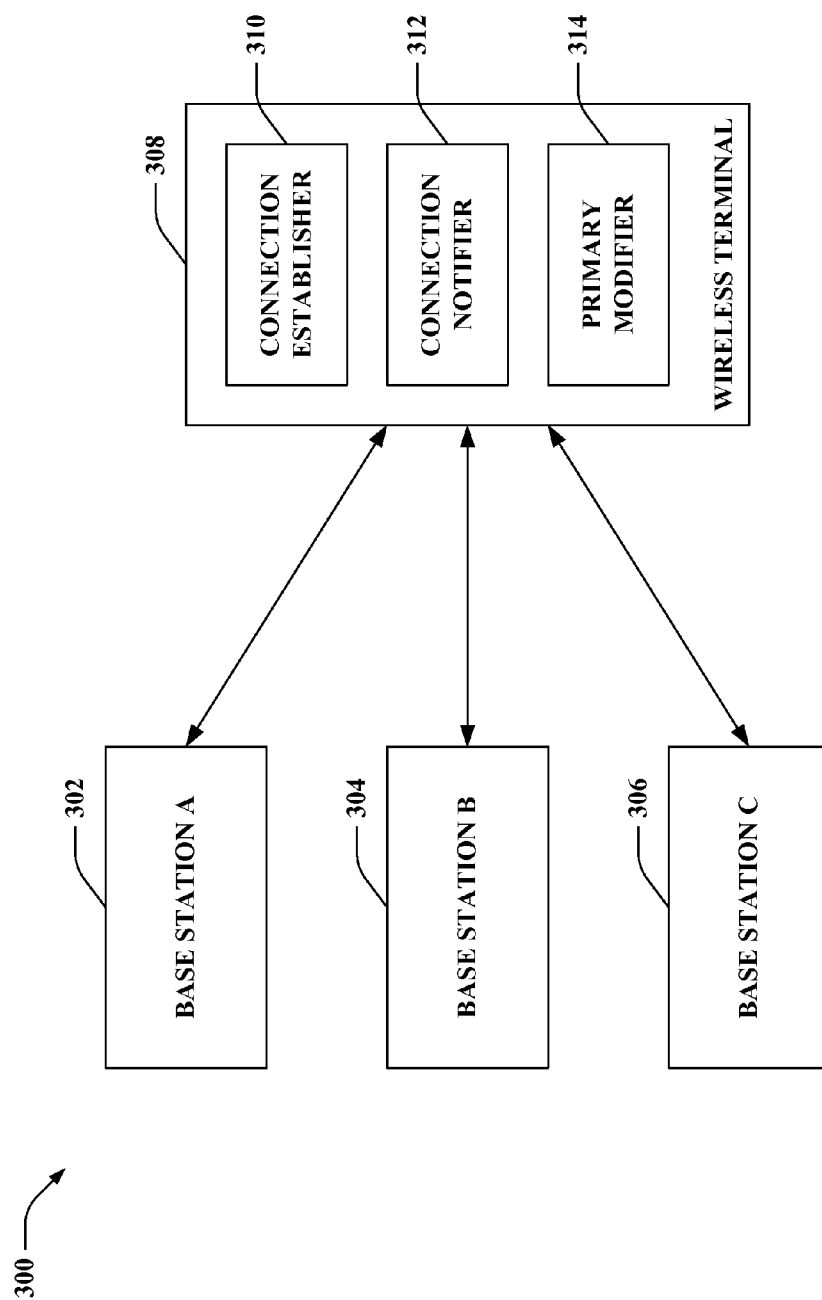 300
302
BASE STATION A
304
BASE STATION B
306
BASE STATION C
308
310
CONNECTION
ESTABLISHER
312
CONNECTION
NOTIFIER
314
PRIMARY
MODIFIER
WIRELESS TERMINAL